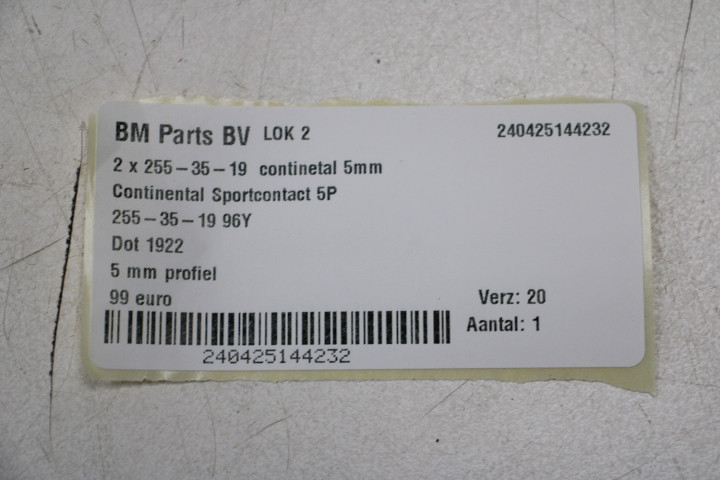 BM Parts BV LOK 2 240425144232
2 x 255-35-19 continetal 5mm
Continental Sportcontact 5P
255-35-19 96Y
Dot 1922
5 mm profiel
99 euro Verz: 20
Aantal: 1
240425144232